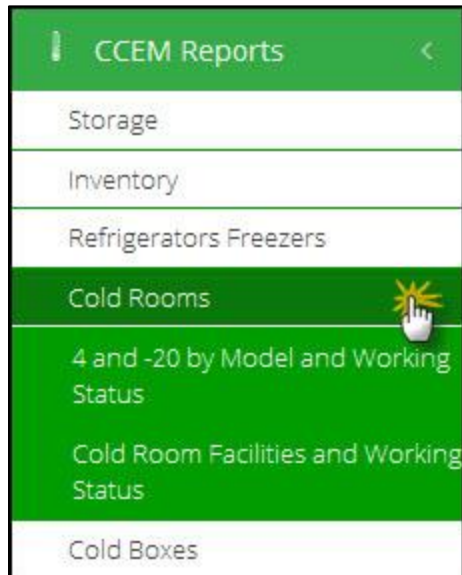 CCEM Reports
Storage
Inventory
Refrigerators Freezers
Cold Rooms
4 and -20 by Model and Working
Status
Cold Room Facilities and Working
Status
Cold Boxes